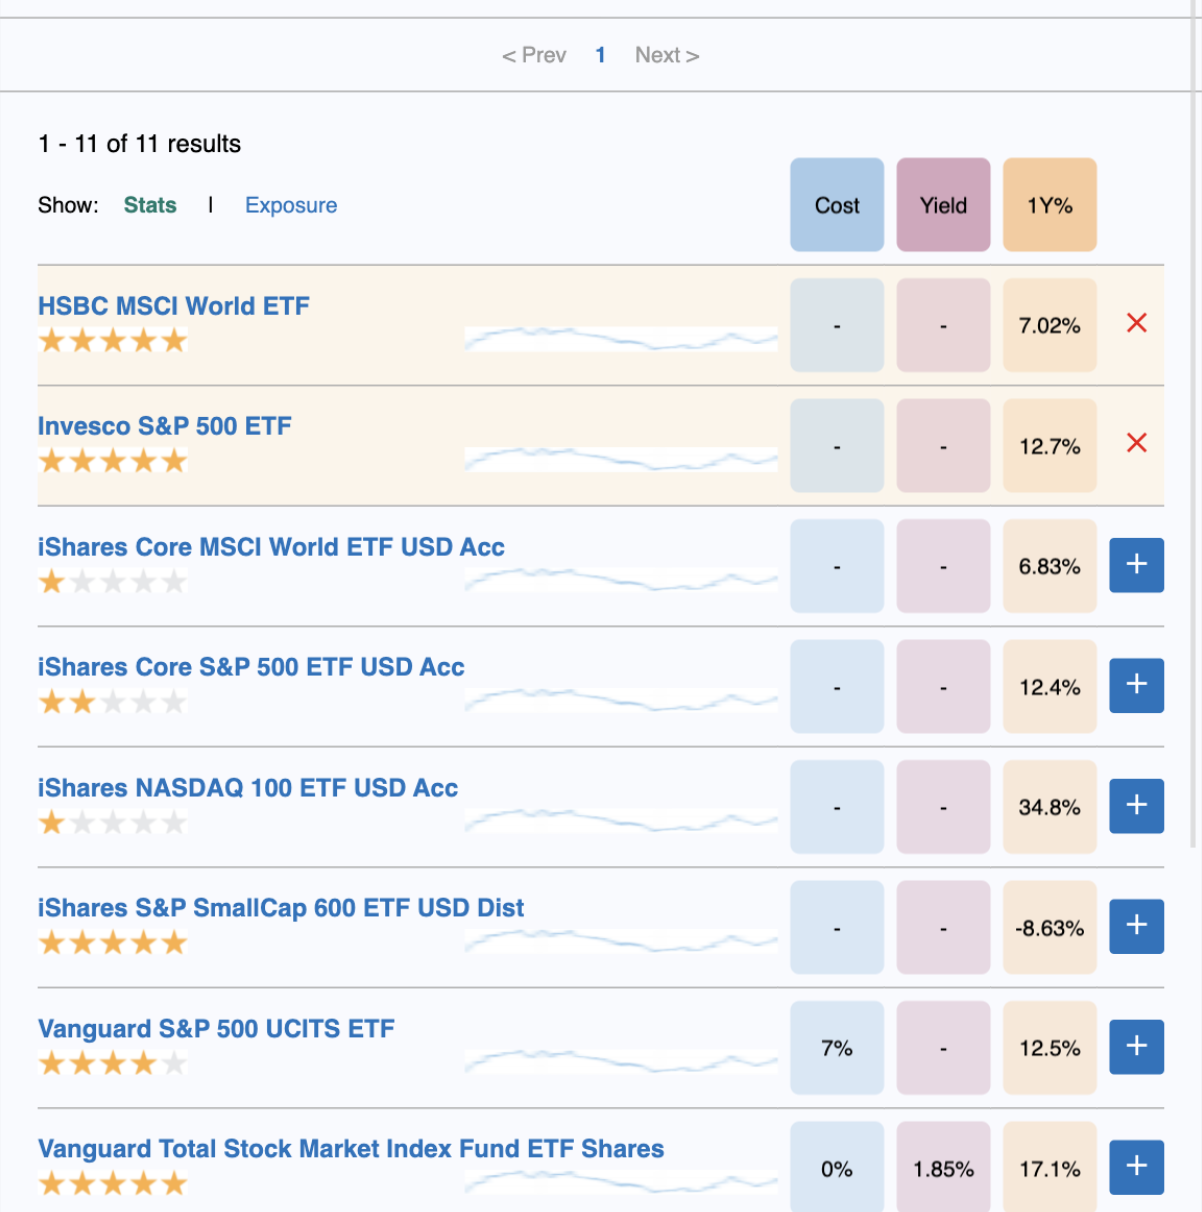 < Prev 1 Next >
1 - 11 of 11 results
Show: Stats | Exposure
Cost Yield 1Y%
HSBC MSCI World ETF
- - 7.02%
Invesco S&P 500 ETF
- - 12.7%
iShares Core MSCI World ETF USD Acc
- - 6.83%
iShares Core S&P 500 ETF USD Acc
- - 12.4%
iShares NASDAQ 100 ETF USD Acc
- - 34.8%
iShares S&P SmallCap 600 ETF USD Dist
- - -8.63%
Vanguard S&P 500 UCITS ETF
7% - 12.5%
Vanguard Total Stock Market Index Fund ETF Shares
0% 1.85% 17.1%